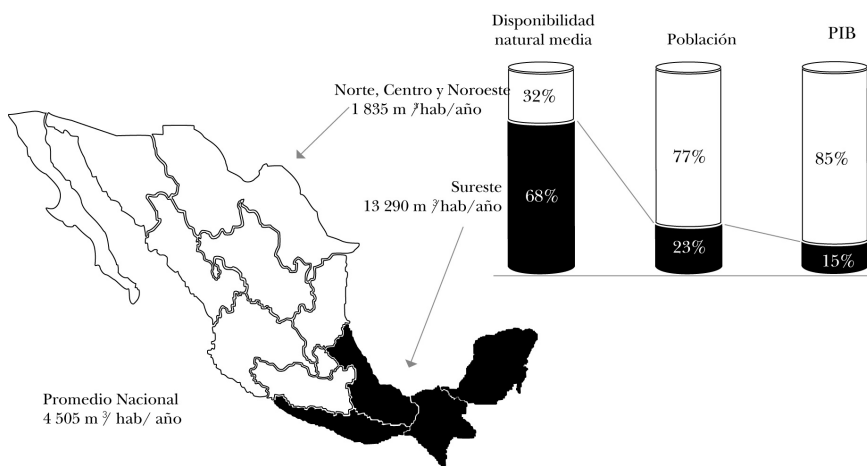 Disponibilidad
natural media
Población
PIB
Norte, Centro y Noroeste
1 835 m³/hab/año
32%
77%
85%
Sureste
13 290 m³/hab/año
68%
23%
15%
Promedio Nacional
4 505 m³/ hab/ año